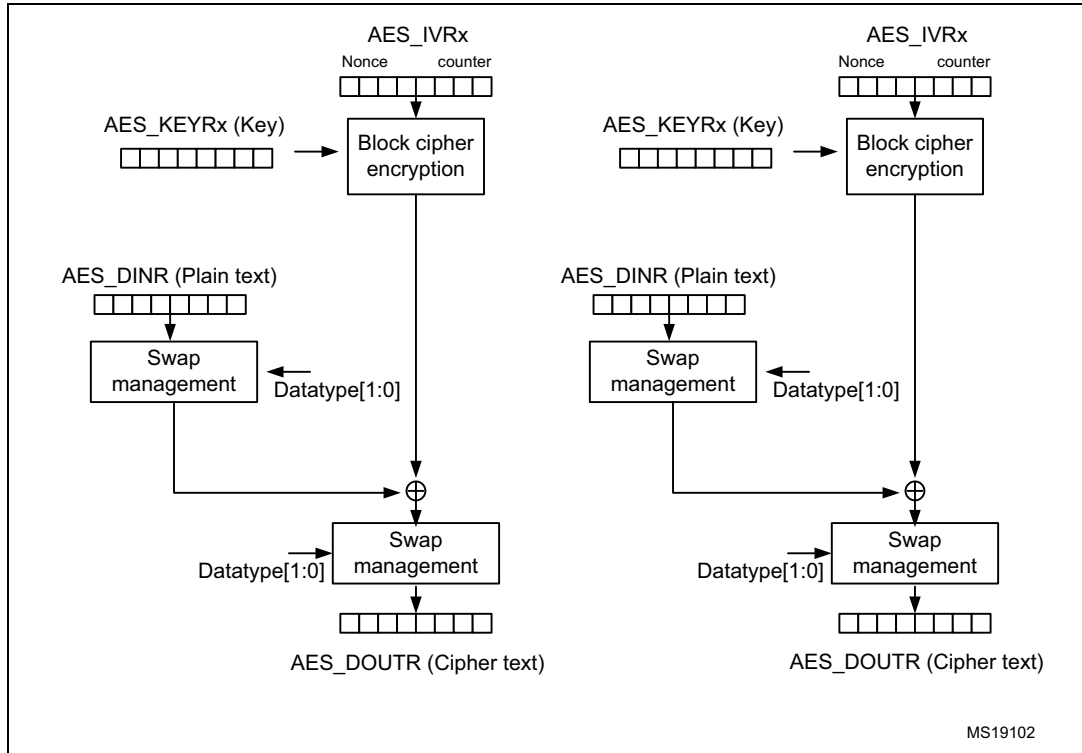 AES_IVRx
Nonce counter
AES_KEYRx (Key)
Block cipher
encryption
AES_DINR (Plain text)
Swap
management
Datatype[1:0]
Swap
management
Datatype[1:0]
AES_DOUTR (Cipher text)
AES_IVRx
Nonce counter
AES_KEYRx (Key)
Block cipher
encryption
AES_DINR (Plain text)
Swap
management
Datatype[1:0]
Swap
management
Datatype[1:0]
AES_DOUTR (Cipher text)
MS19102